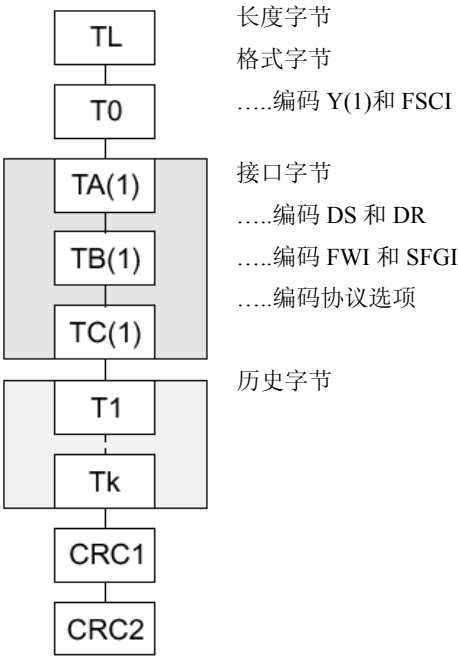 TL
长度字节
格式字节
T0
…..编码 Y(1)和 FSCI
TA(1)
接口字节
…..编码 DS 和 DR
TB(1)
…..编码 FWI 和 SFGI
TC(1)
…..编码协议选项
T1
历史字节
Tk
CRC1
CRC2